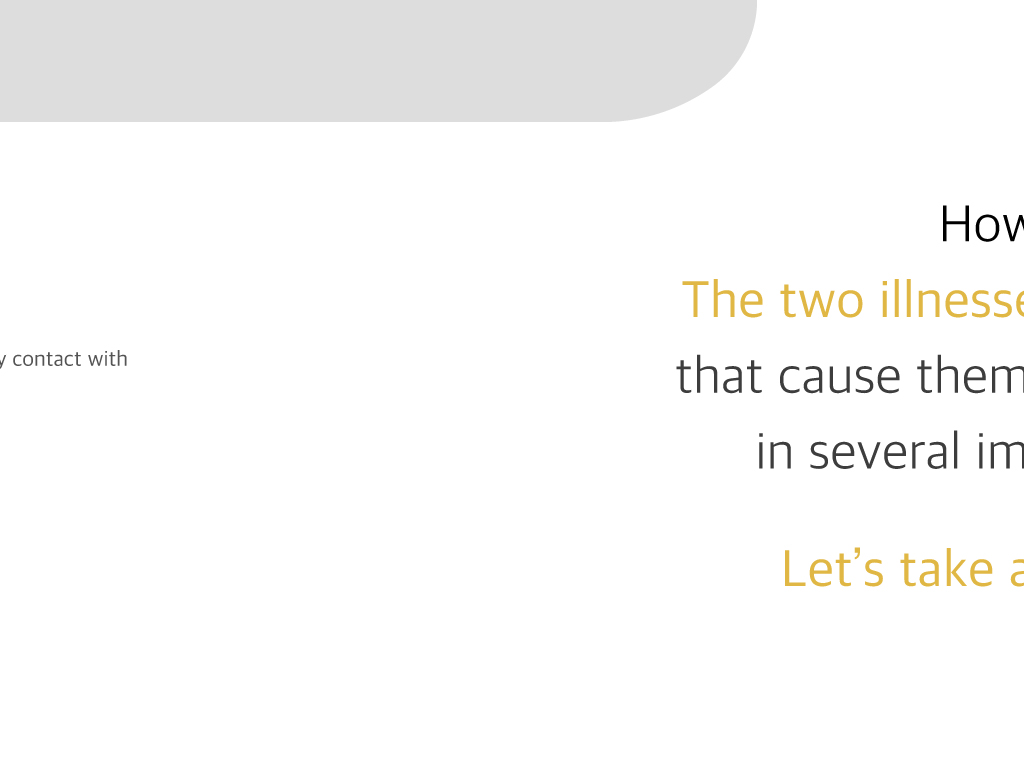 y contact with
How
The two illnesse
that cause them
in several im
Let’s take a